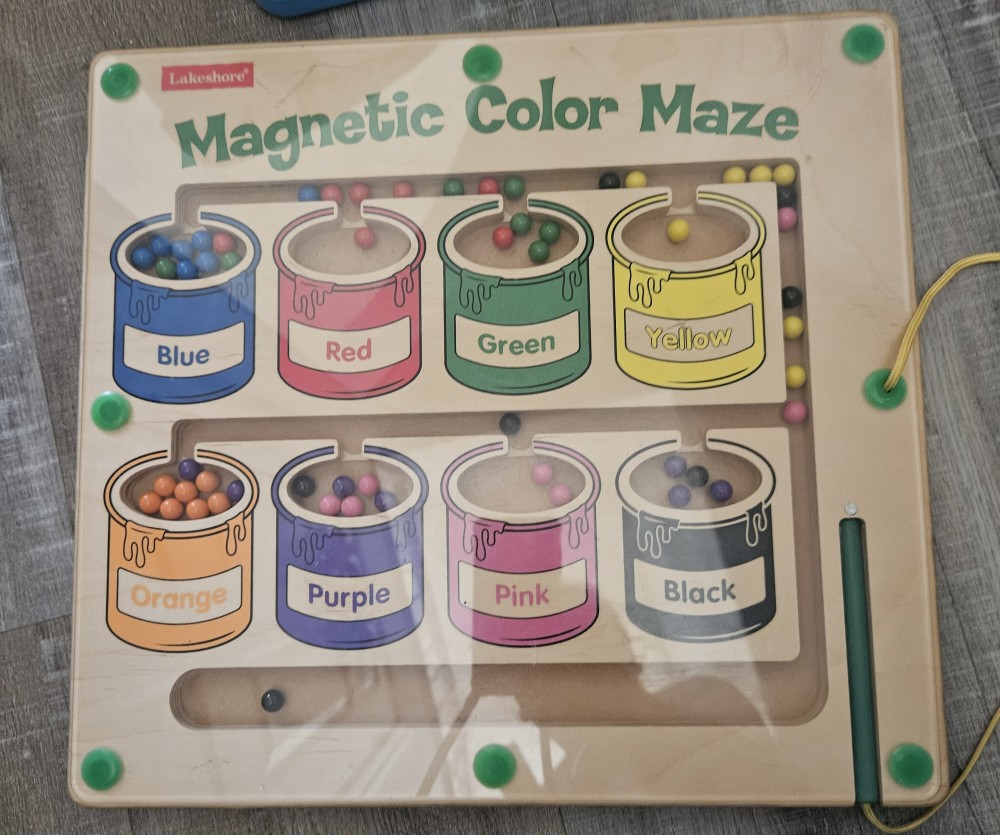 Lakeshore®
Magnetic Color Maze
Blue
Red
Green
Yellow
Orange
Purple
Pink
Black